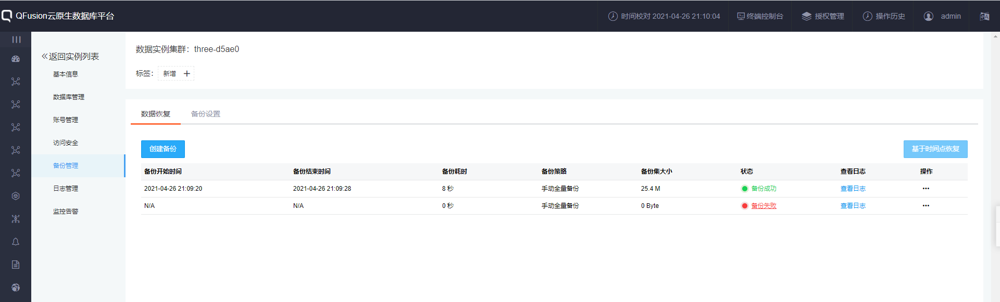 QFusion云原生数据库平台
时间校对 2021-04-26 21:10:04
终端控制台
授权管理
操作历史
admin
返回实例列表
基本信息
数据库管理
账号管理
访问安全
备份管理
日志管理
监控告警
数据实例集群：three-d5ae0
标签：
新增 +
数据恢复 备份设置
创建备份
基于时间点恢复
备份开始时间 备份结束时间 备份耗时 备份策略 备份集大小 状态 查看日志 操作
2021-04-26 21:09:20 2021-04-26 21:09:28 8 秒 手动全量备份 25.4 M 备份成功 查看日志 •••
N/A N/A 0 秒 手动全量备份 0 Byte 备份失败 查看日志 •••